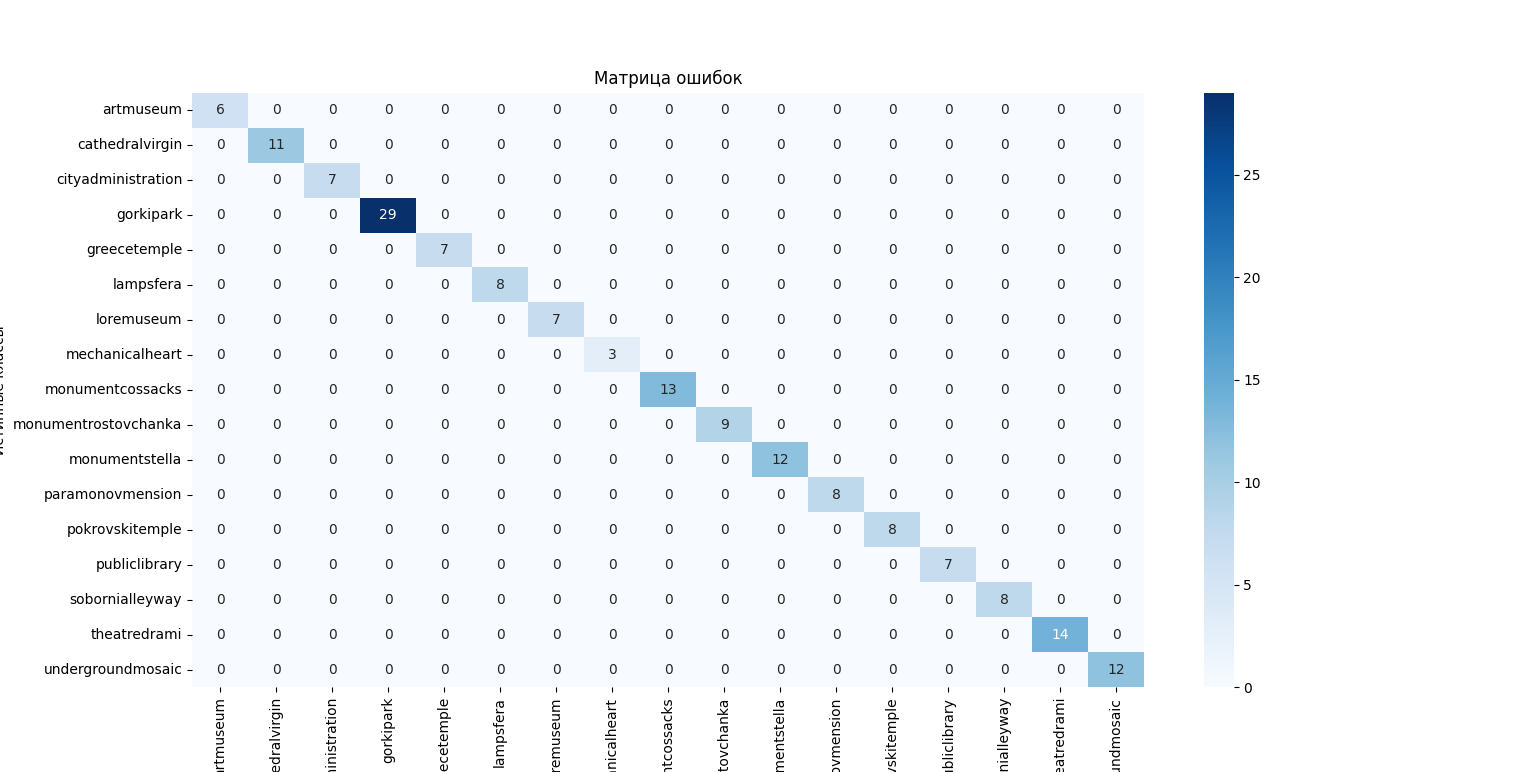 Матрица ошибок
artmuseum 6 0 0 0 0 0 0 0 0 0 0 0 0 0 0 0 0
cathedralvirgin 0 11 0 0 0 0 0 0 0 0 0 0 0 0 0 0 0
cityadministration 0 0 7 0 0 0 0 0 0 0 0 0 0 0 0 0 0
gorkipark 0 0 0 29 0 0 0 0 0 0 0 0 0 0 0 0 0
greecetemple 0 0 0 0 7 0 0 0 0 0 0 0 0 0 0 0 0
lampsfera 0 0 0 0 0 8 0 0 0 0 0 0 0 0 0 0 0
loremuseum 0 0 0 0 0 0 7 0 0 0 0 0 0 0 0 0 0
mechanicalheart 0 0 0 0 0 0 0 3 0 0 0 0 0 0 0 0 0
monumentcossacks 0 0 0 0 0 0 0 0 13 0 0 0 0 0 0 0 0
monumentrostovchanka 0 0 0 0 0 0 0 0 0 9 0 0 0 0 0 0 0
monumentstella 0 0 0 0 0 0 0 0 0 0 12 0 0 0 0 0 0
paramonovmension 0 0 0 0 0 0 0 0 0 0 0 8 0 0 0 0 0
pokrovskitemple 0 0 0 0 0 0 0 0 0 0 0 0 8 0 0 0 0
publiclibrary 0 0 0 0 0 0 0 0 0 0 0 0 0 7 0 0 0
sobornialleyway 0 0 0 0 0 0 0 0 0 0 0 0 0 0 8 0 0
theatredrami 0 0 0 0 0 0 0 0 0 0 0 0 0 0 0 14 0
undergroundmosaic 0 0 0 0 0 0 0 0 0 0 0 0 0 0 0 0 12
rtmuseum
edralvirgin
ninistration
gorkipark
ecetemple
lampsfera
remuseum
nicalheart
ntcossacks
tovchanka
mentstella
ovmension
vskitemple
ubliclibrary
nialleyway
eatredrami
undmosaic
25
20
15
10
5
0